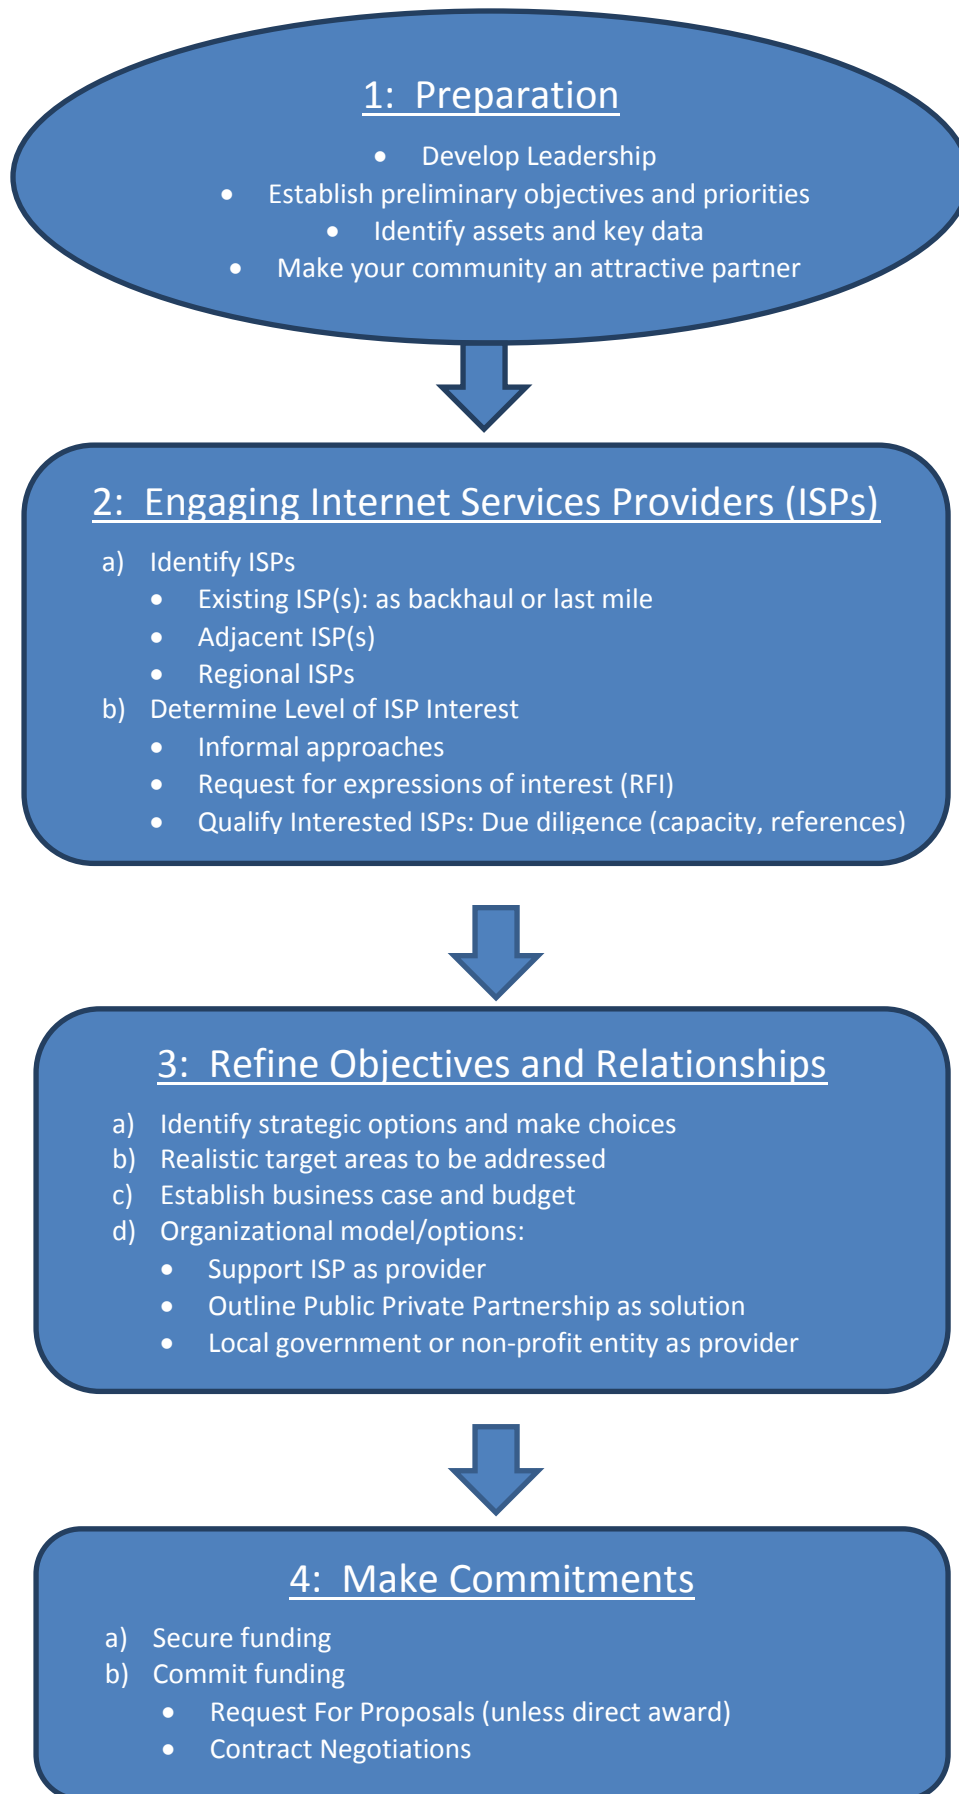 1:  Preparation
• Develop Leadership
• Establish preliminary objectives and priorities
• Identify assets and key data
• Make your community an attractive partner
2:  Engaging Internet Services Providers (ISPs)
a) Identify ISPs
• Existing ISP(s): as backhaul or last mile
• Adjacent ISP(s)
• Regional ISPs
b) Determine Level of ISP Interest
• Informal approaches
• Request for expressions of interest (RFI)
• Qualify Interested ISPs: Due diligence (capacity, references)
3:  Refine Objectives and Relationships
a) Identify strategic options and make choices
b) Realistic target areas to be addressed
c) Establish business case and budget
d) Organizational model/options:
• Support ISP as provider
• Outline Public Private Partnership as solution
• Local government or non-profit entity as provider
4:  Make Commitments
a) Secure funding
b) Commit funding
• Request For Proposals (unless direct award)
• Contract Negotiations